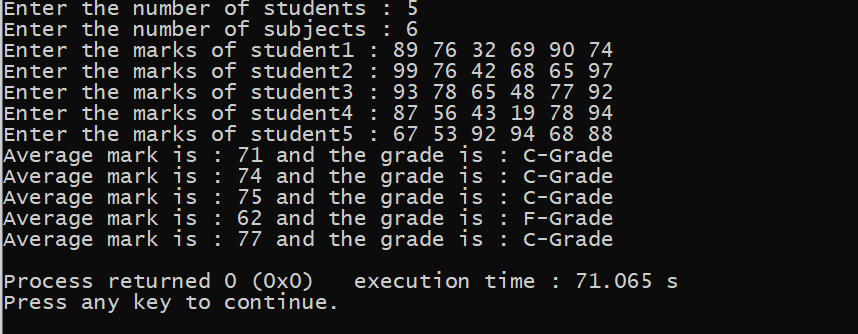 Enter the number of students : 5
Enter the number of subjects : 6
Enter the marks of student1 : 89 76 32 69 90 74
Enter the marks of student2 : 99 76 42 68 65 97
Enter the marks of student3 : 93 78 65 48 77 92
Enter the marks of student4 : 87 56 43 19 78 94
Enter the marks of student5 : 67 53 92 94 68 88
Average mark is : 71 and the grade is : C-Grade
Average mark is : 74 and the grade is : C-Grade
Average mark is : 75 and the grade is : C-Grade
Average mark is : 62 and the grade is : F-Grade
Average mark is : 77 and the grade is : C-Grade
Process returned 0 (0x0)   execution time : 71.065 s
Press any key to continue.